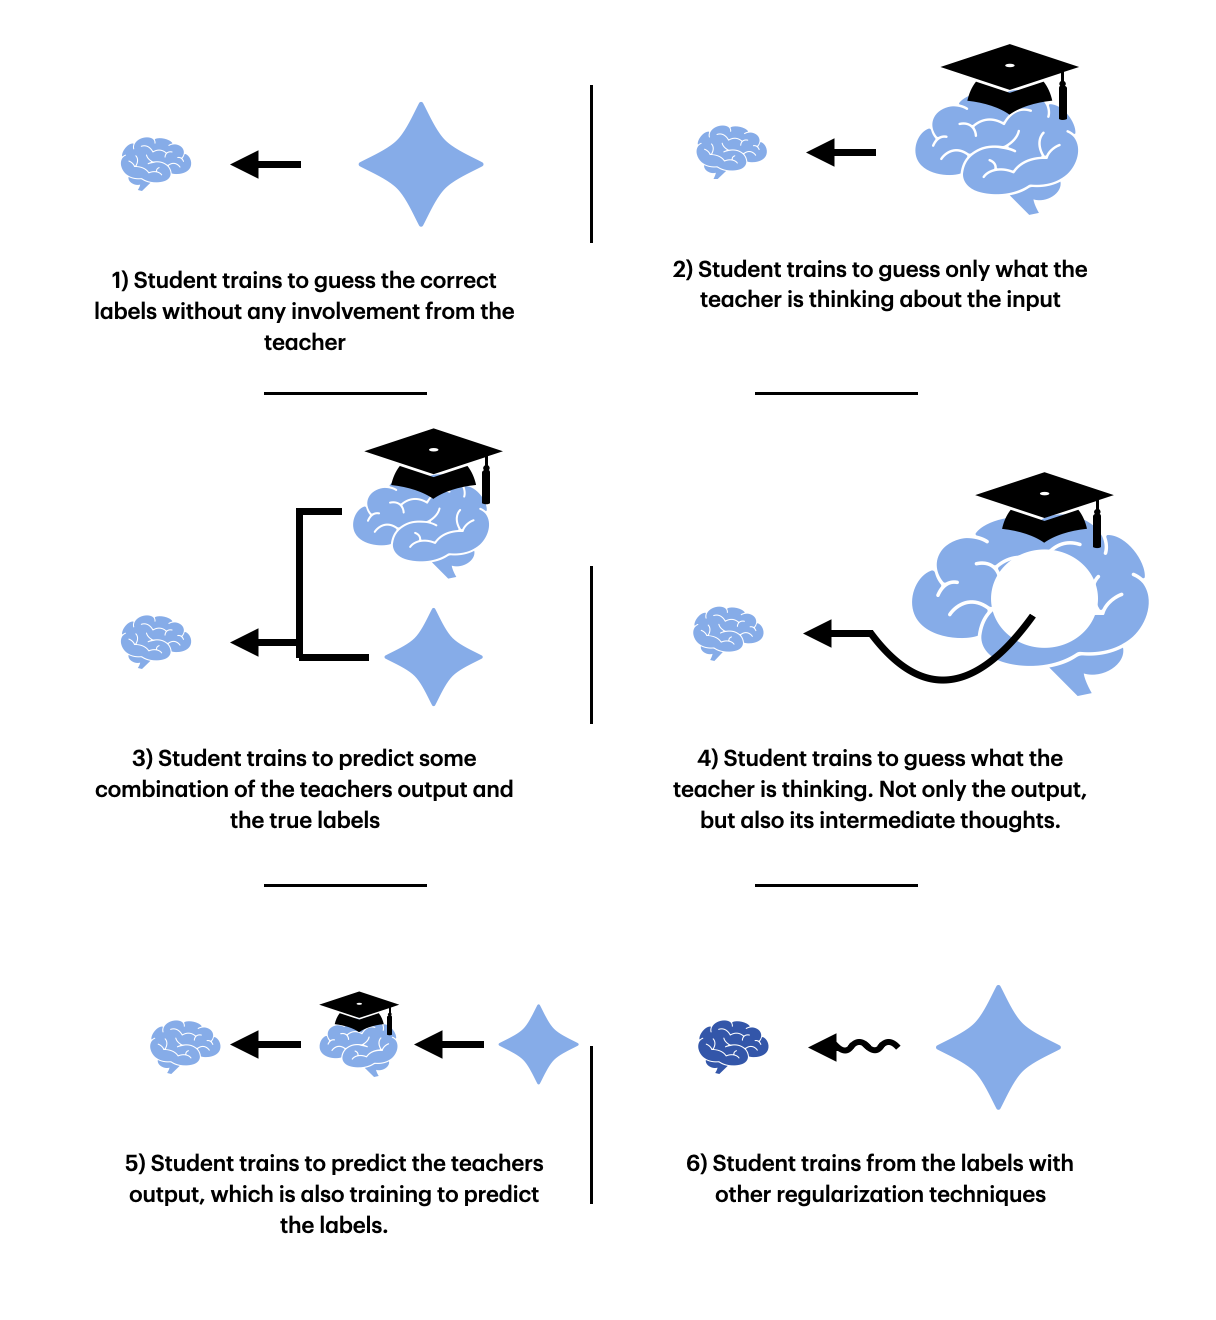 1) Student trains to guess the correct
labels without any involvement from the
teacher
2) Student trains to guess only what the
teacher is thinking about the input
3) Student trains to predict some
combination of the teachers output and
the true labels
4) Student trains to guess what the
teacher is thinking. Not only the output,
but also its intermediate thoughts.
5) Student trains to predict the teachers
output, which is also training to predict
the labels.
6) Student trains from the labels with
other regularization techniques